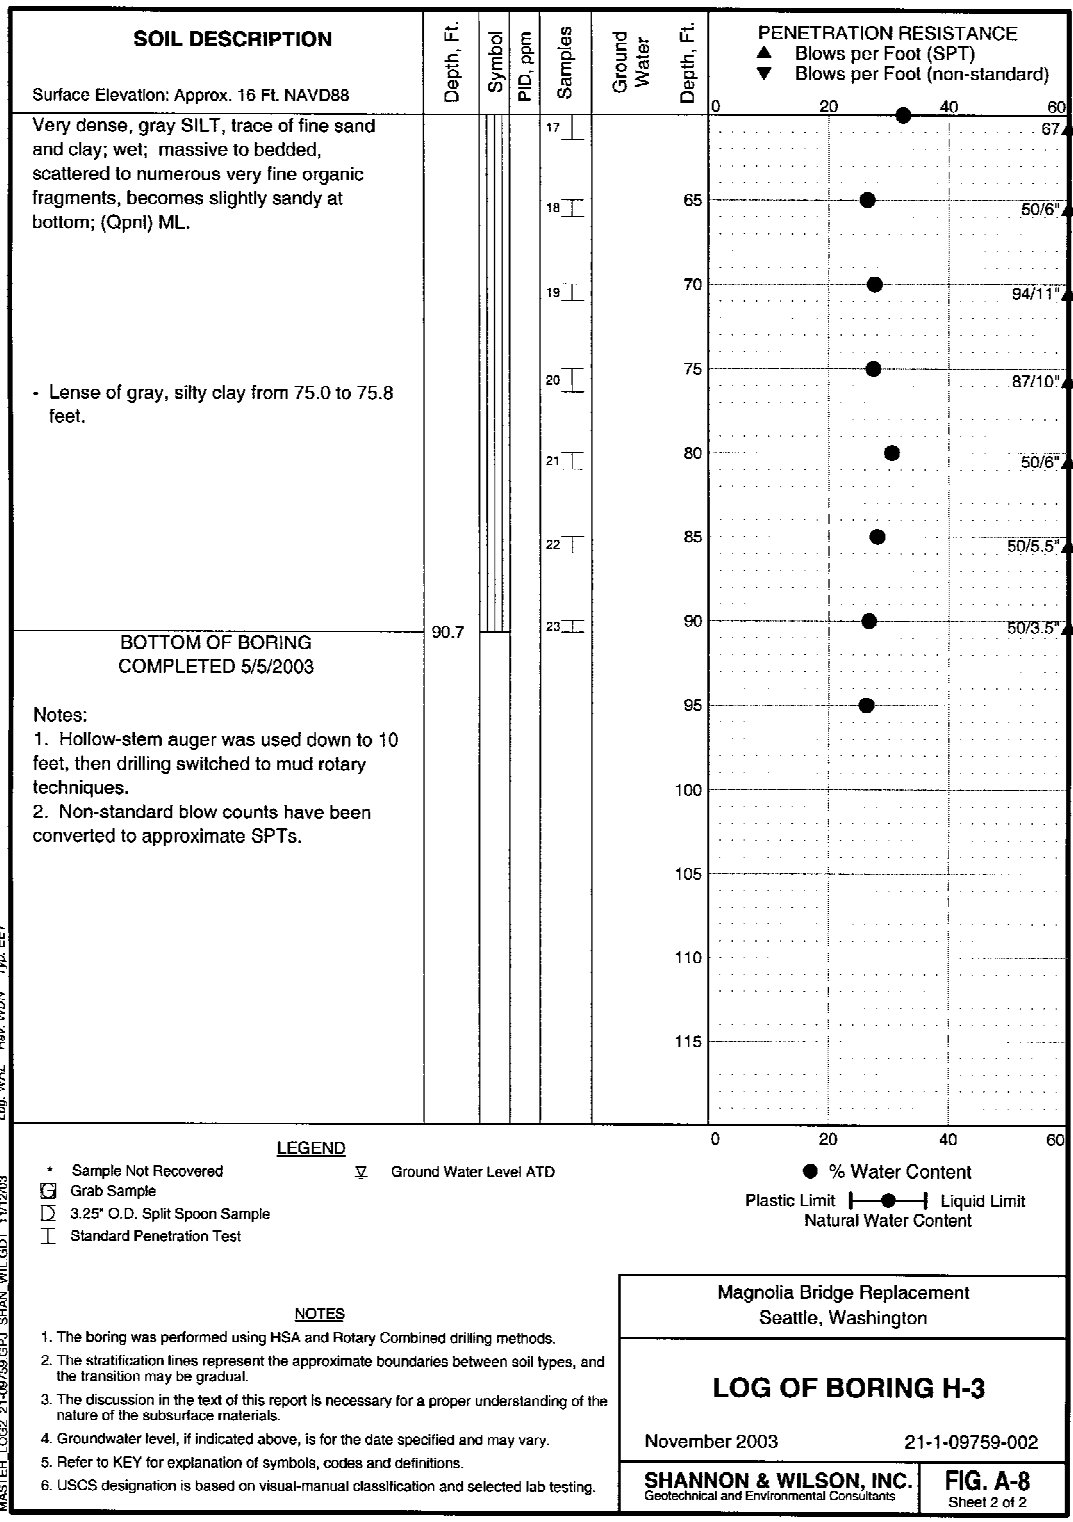 SOIL DESCRIPTION
Surface Elevation: Approx. 16 Ft. NAVD88
Depth, Ft.
Symbol
PID, ppm
Samples
Ground
Water
Depth, Ft.
PENETRATION RESISTANCE
▲ Blows per Foot (SPT)
▼ Blows per Foot (non-standard)
0 20 40 60
Very dense, gray SILT, trace of fine sand
and clay; wet; massive to bedded,
scattered to numerous very fine organic
fragments, becomes slightly sandy at
bottom; (Qpnl) ML.
- Lense of gray, silty clay from 75.0 to 75.8
feet.
BOTTOM OF BORING
COMPLETED 5/5/2003
90.7
Notes:
1. Hollow-stem auger was used down to 10
feet, then drilling switched to mud rotary
techniques.
2. Non-standard blow counts have been
converted to approximate SPTs.
17
18
19
20
21
22
23
65
70
75
80
85
90
95
100
105
110
115
67
50/6"
94/11"
87/10"
50/6"
50/5.5"
50/3.5"
0 20 40 60
LEGEND
* Sample Not Recovered
G Grab Sample
3.25" O.D. Split Spoon Sample
Standard Penetration Test
Ground Water Level ATD
● % Water Content
Plastic Limit Liquid Limit
Natural Water Content
NOTES
1. The boring was performed using HSA and Rotary Combined drilling methods.
2. The stratification lines represent the approximate boundaries between soil types, and
the transition may be gradual.
3. The discussion in the text of this report is necessary for a proper understanding of the
nature of the subsurface materials.
4. Groundwater level, if indicated above, is for the date specified and may vary.
5. Refer to KEY for explanation of symbols, codes and definitions.
6. USCS designation is based on visual-manual classification and selected lab testing.
Magnolia Bridge Replacement
Seattle, Washington
LOG OF BORING H-3
November 2003 21-1-09759-002
SHANNON & WILSON, INC.
Geotechnical and Environmental Consultants
FIG. A-8
Sheet 2 of 2
MASTER_LOG2 21-09759.GPJ SHAN_WIL.GDT 11/12/03